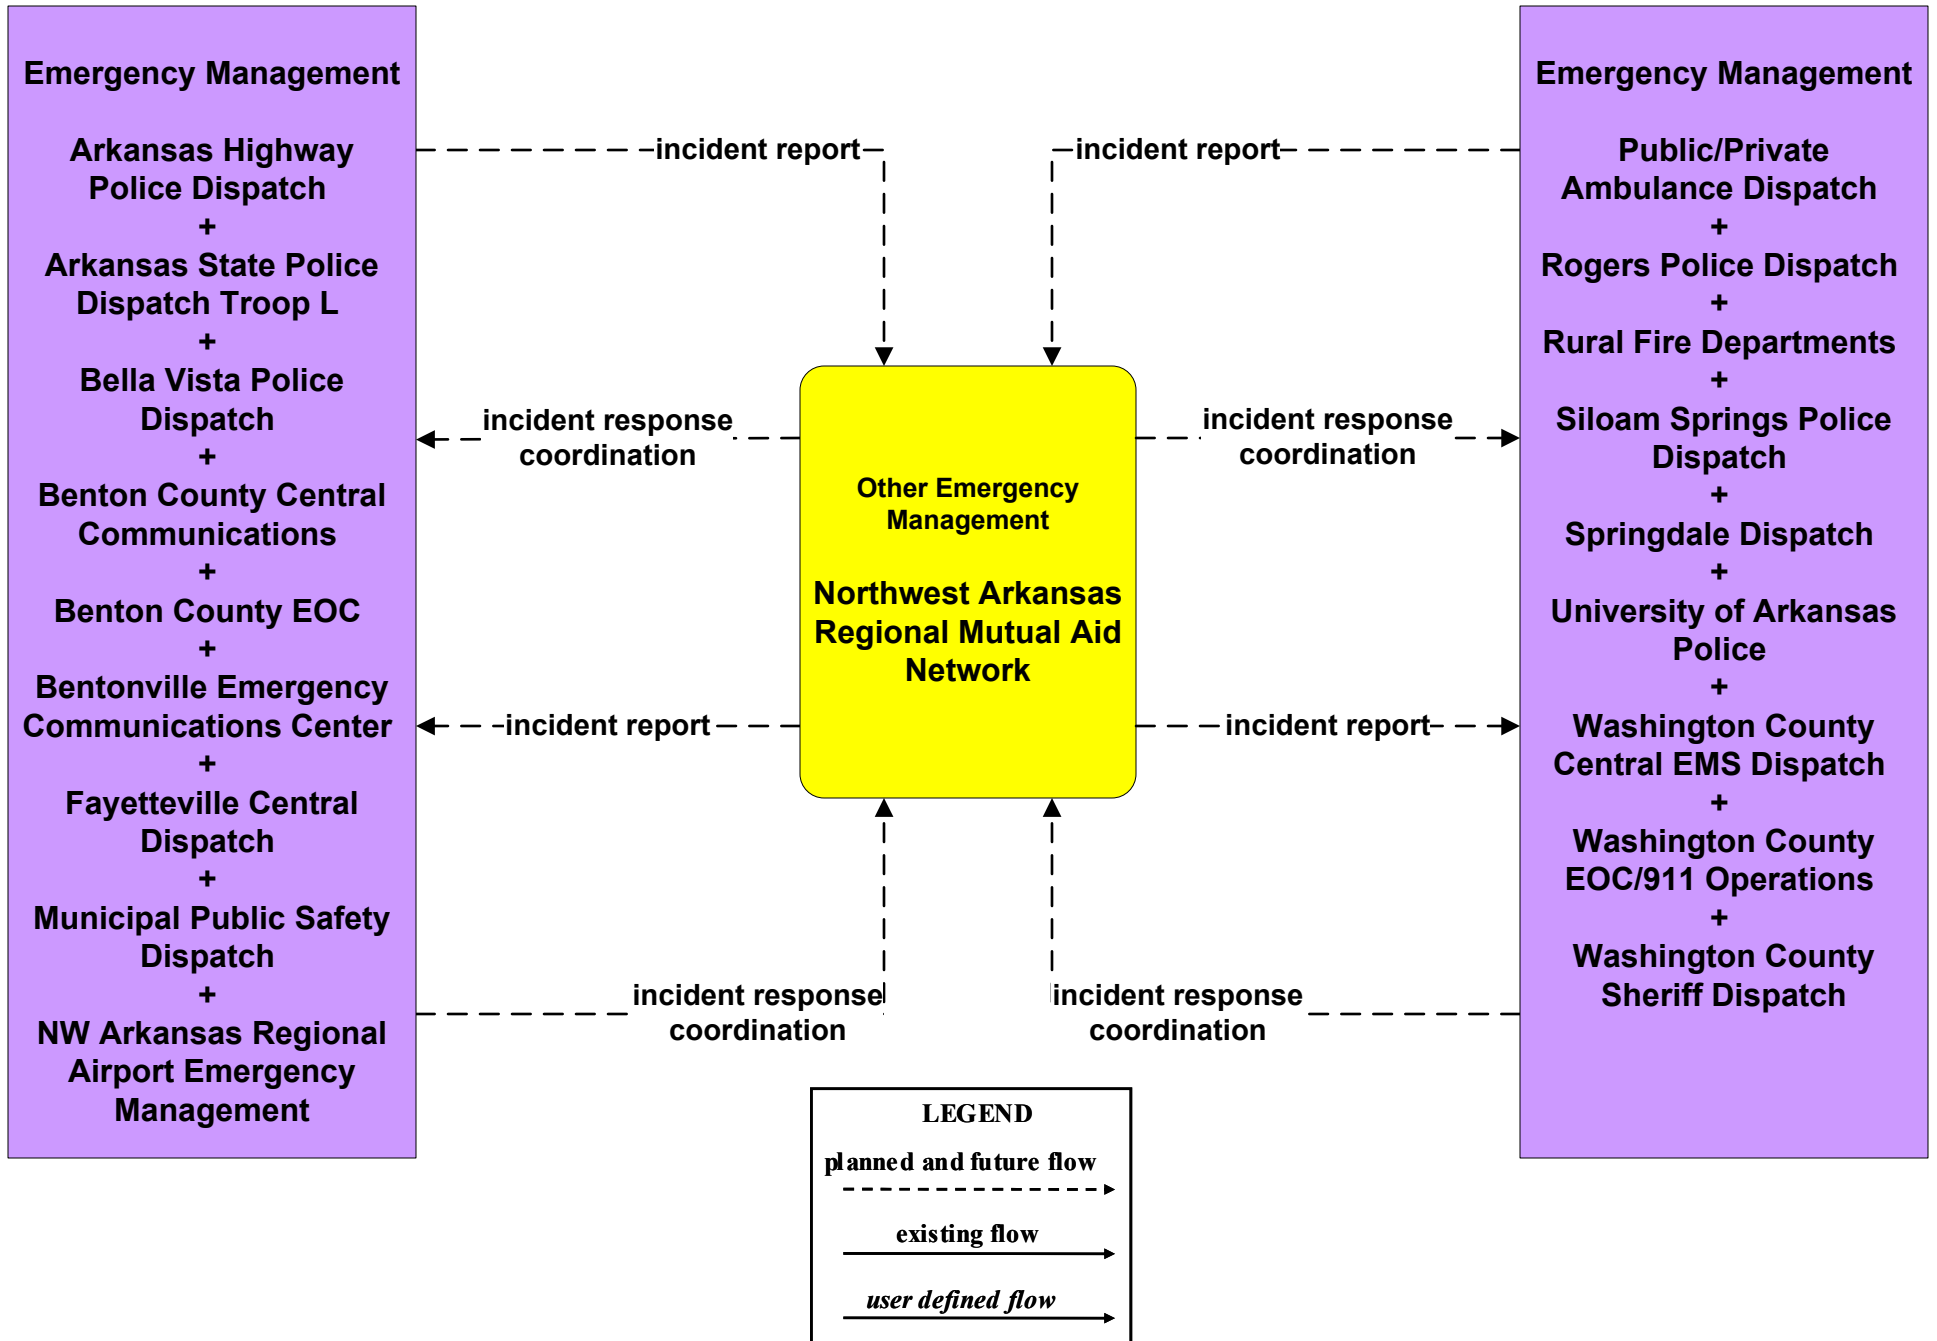 Emergency Management
Arkansas Highway
Police Dispatch
+
Arkansas State Police
Dispatch Troop L
+
Bella Vista Police
Dispatch
+
Benton County Central
Communications
+
Benton County EOC
+
Bentonville Emergency
Communications Center
+
Fayetteville Central
Dispatch
+
Municipal Public Safety
Dispatch
+
NW Arkansas Regional
Airport Emergency
Management
incident report
incident response
coordination
incident report
incident response
coordination
Other Emergency
Management
Northwest Arkansas
Regional Mutual Aid
Network
incident report
incident response
coordination
incident report
incident response
coordination
Emergency Management
Public/Private
Ambulance Dispatch
+
Rogers Police Dispatch
+
Rural Fire Departments
+
Siloam Springs Police
Dispatch
+
Springdale Dispatch
+
University of Arkansas
Police
+
Washington County
Central EMS Dispatch
+
Washington County
EOC/911 Operations
+
Washington County
Sheriff Dispatch
LEGEND
planned and future flow
existing flow
user defined flow